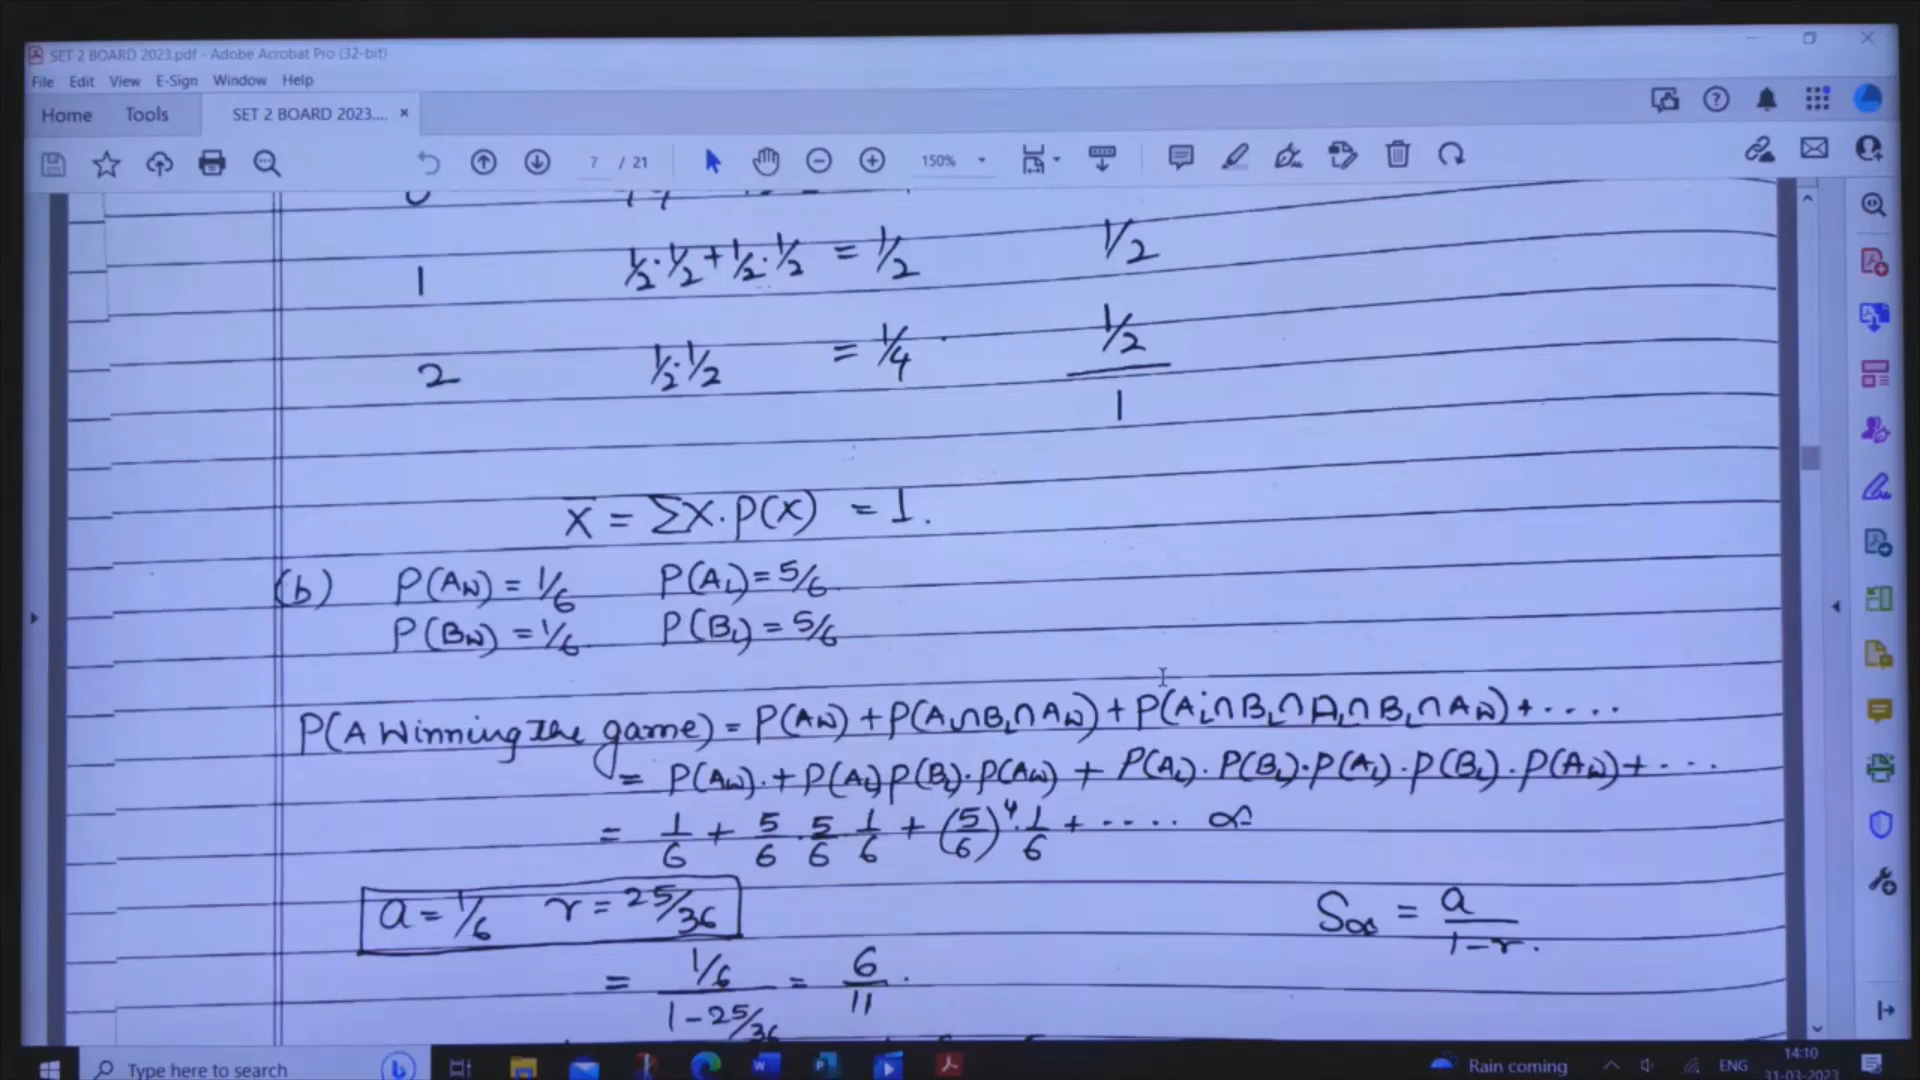 SET 2 BOARD 2023.pdf - Adobe Acrobat Pro (32-bit)
File Edit View E-Sign Window Help
Home Tools SET 2 BOARD 2023.... ×
7 / 21 150%
1 1/2·1/2+1/2·1/2 = 1/2 1/2
2 1/2·1/2 = 1/4 1/2
1
X̄ = ΣX.P(X) = 1.
(b) P(A_W) = 1/6 P(A_L) = 5/6
P(B_W) = 1/6 P(B_L) = 5/6
P(A Winning The game) = P(A_W) + P(A_L∩B_L∩A_W) + P(A_L∩B_L∩A_L∩B_L∩A_W) + ....
= P(A_W).+ P(A_L) P(B_L).P(A_W) + P(A_L).P(B_L).P(A_L).P(B_L).P(A_W) + ...
= 1/6 + 5/6 . 5/6 . 1/6 + (5/6)^4 . 1/6 + .... ∞
a = 1/6 r = 25/36 S∞ = a/(1-r).
= (1/6)/(1-25/36) = 6/11 .
Type here to search Rain coming ENG 14:10
31-03-2023